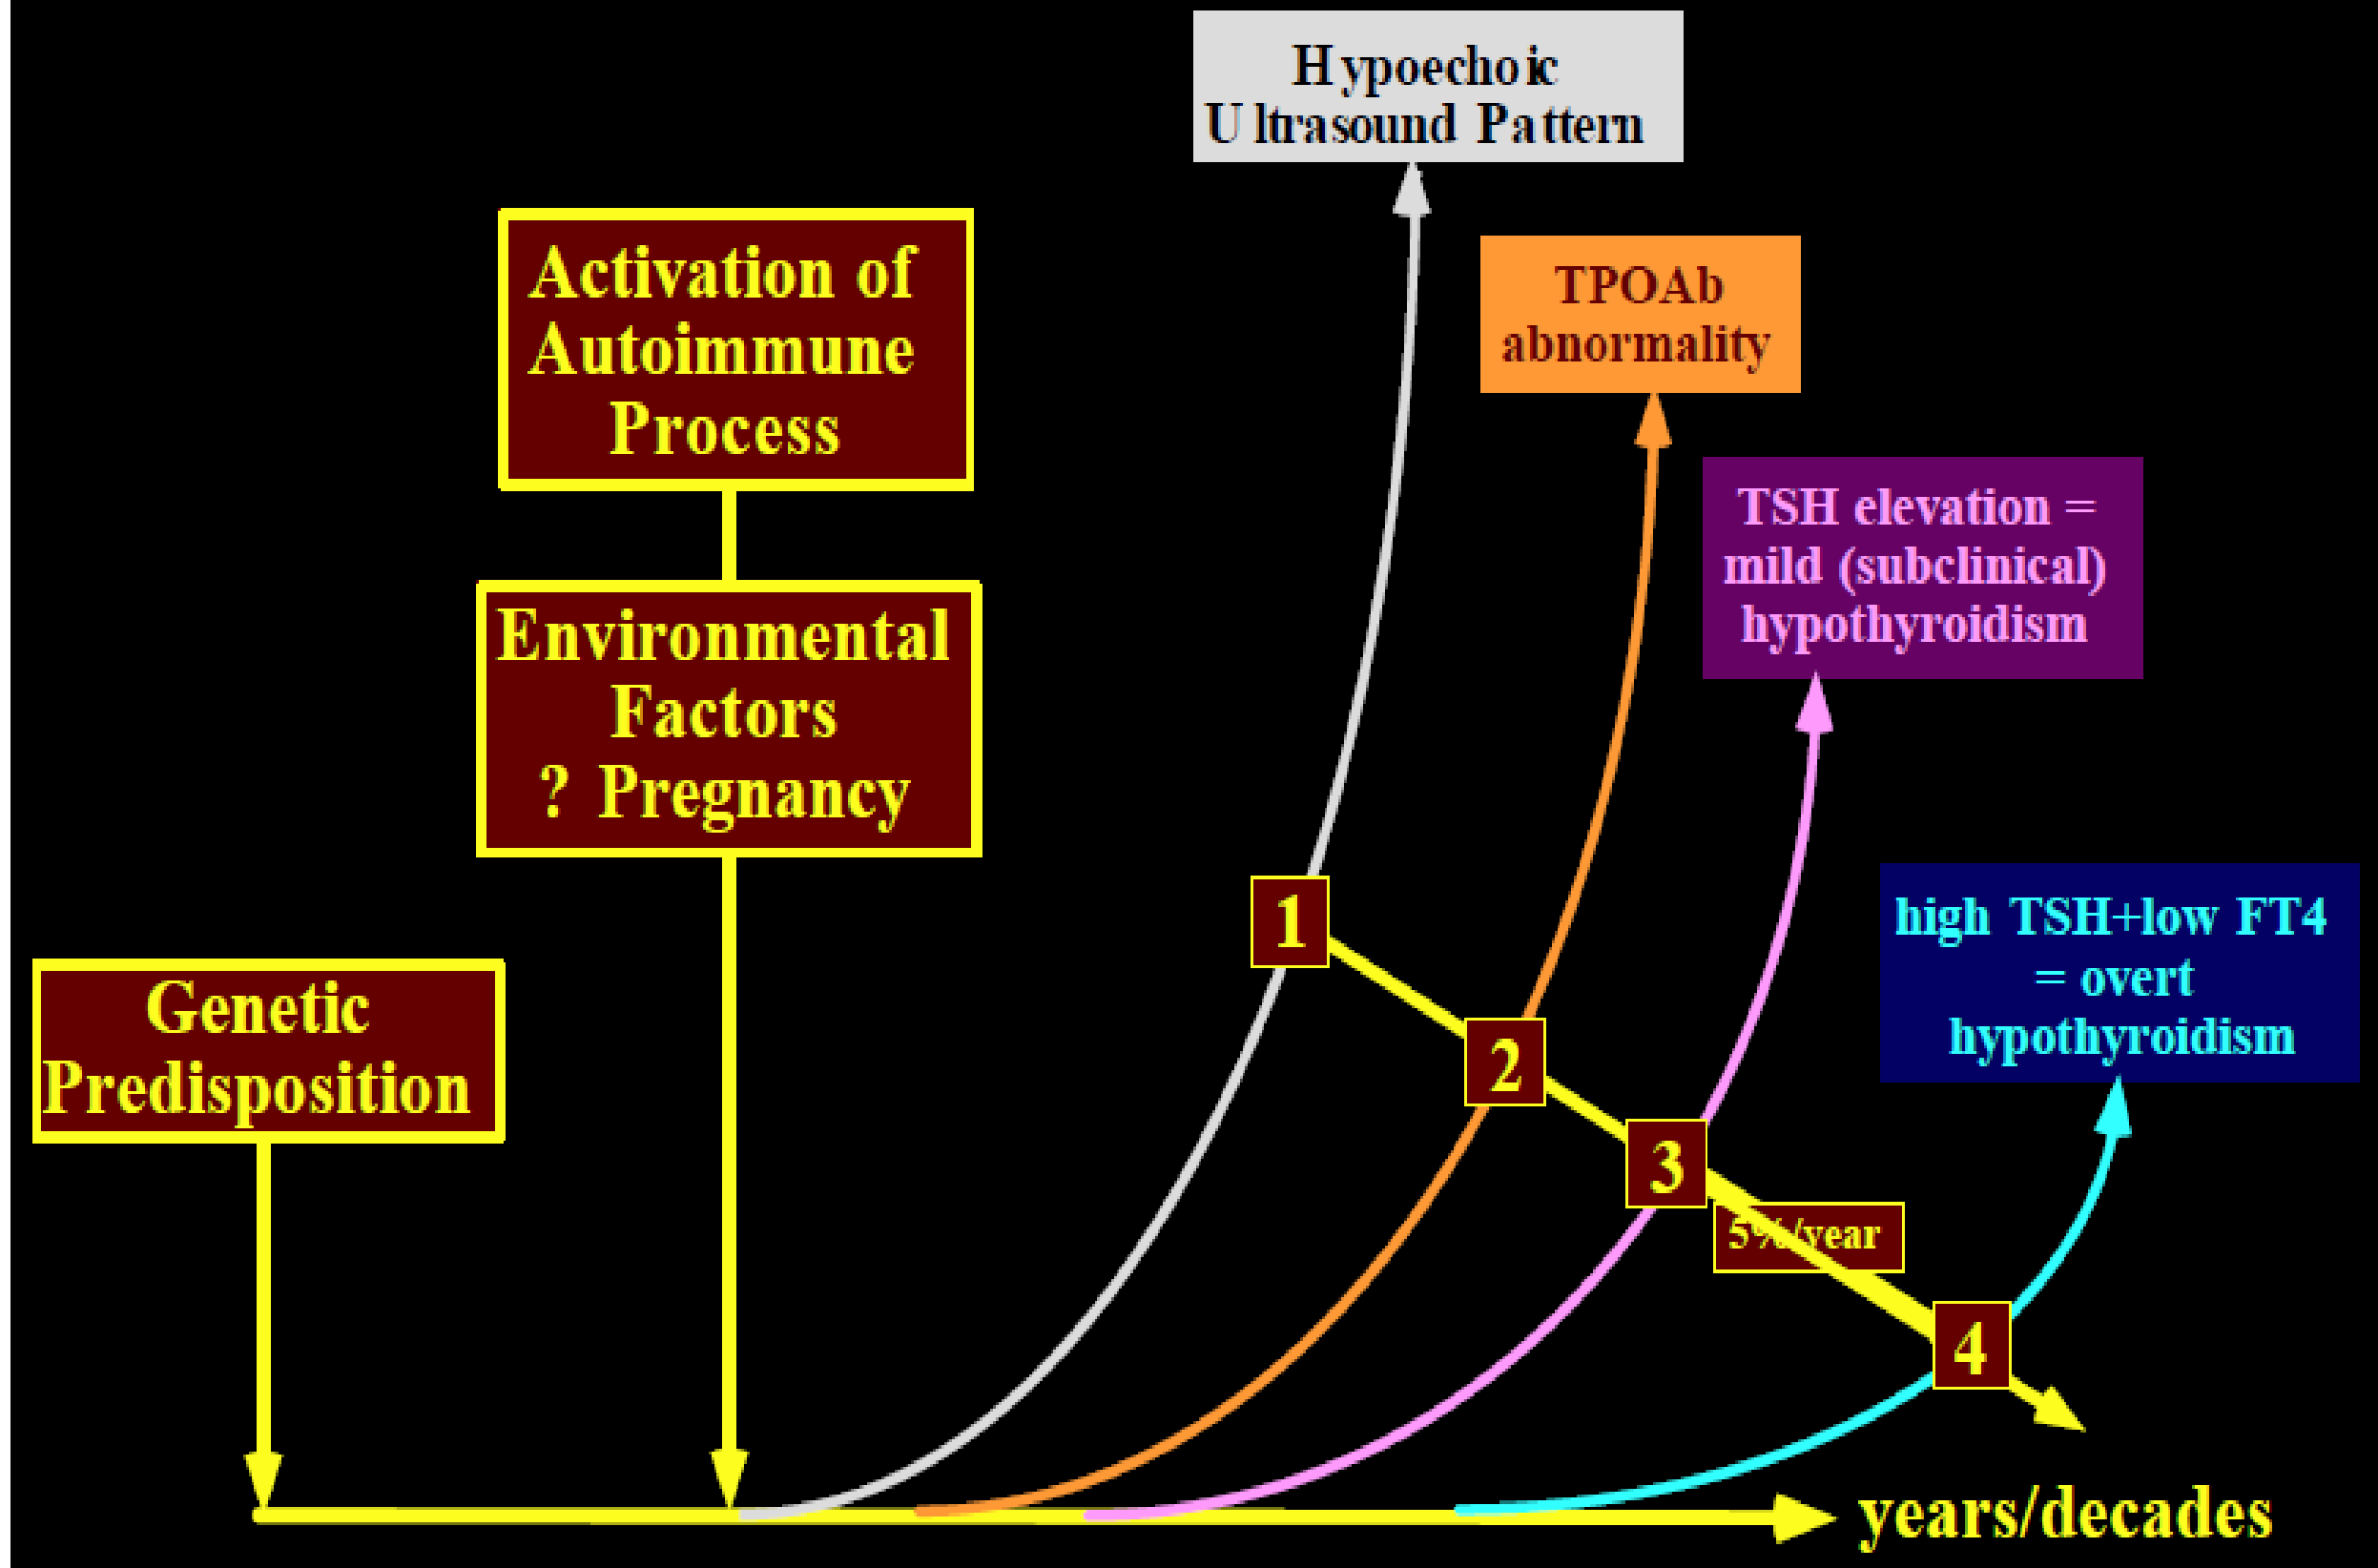 Hypoechoic
Ultrasound Pattern
Activation of
Autoimmune
Process
TPOAb
abnormality
TSH elevation =
mild (subclinical)
hypothyroidism
Environmental
Factors
? Pregnancy
high TSH+low FT4
= overt
hypothyroidism
Genetic
Predisposition
1
2
3
5%/year
4
years/decades